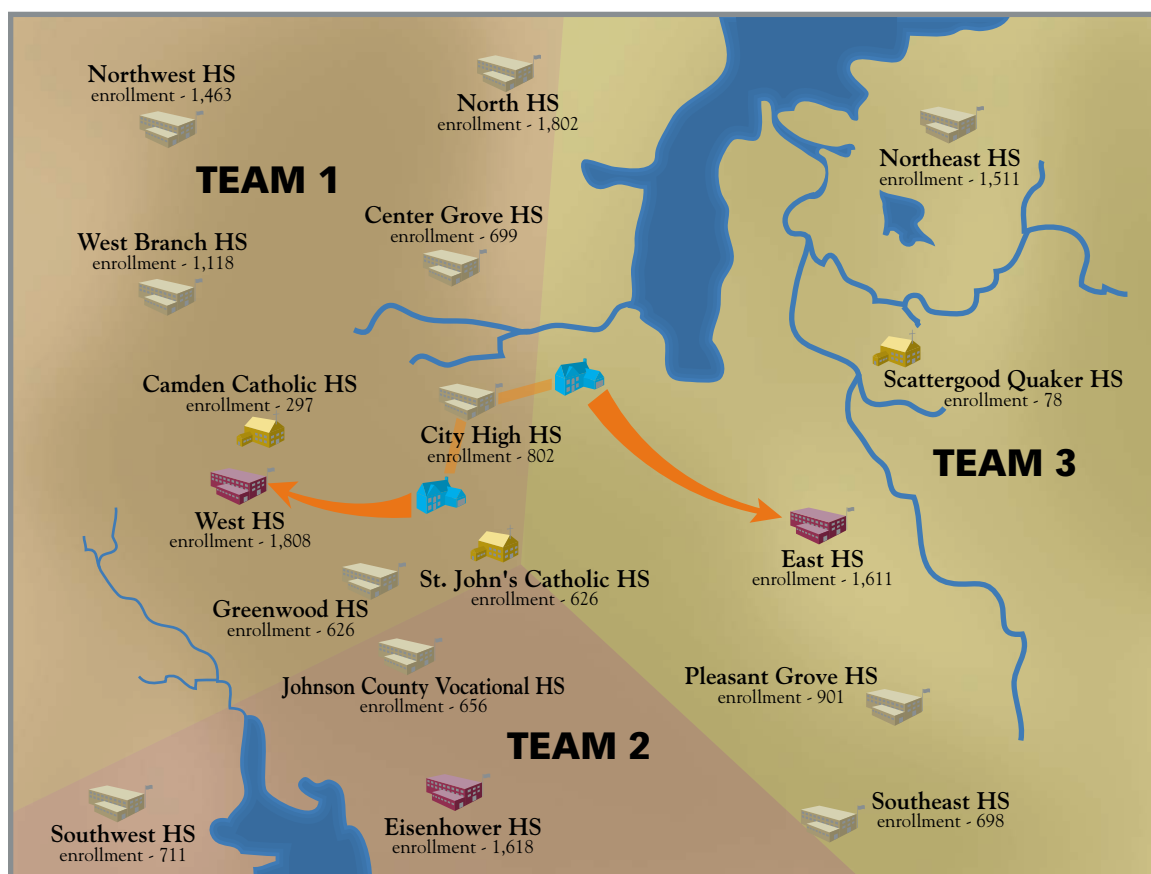 Northwest HS
enrollment - 1,463
North HS
enrollment - 1,802
TEAM 1
Northeast HS
enrollment - 1,511
Center Grove HS
enrollment - 699
West Branch HS
enrollment - 1,118
Camden Catholic HS
enrollment - 297
Scattergood Quaker HS
enrollment - 78
City High HS
enrollment - 802
TEAM 3
West HS
enrollment - 1,808
East HS
enrollment - 1,611
St. John's Catholic HS
enrollment - 626
Greenwood HS
enrollment - 626
Johnson County Vocational HS
enrollment - 656
Pleasant Grove HS
enrollment - 901
TEAM 2
Southeast HS
enrollment - 698
Southwest HS
enrollment - 711
Eisenhower HS
enrollment - 1,618